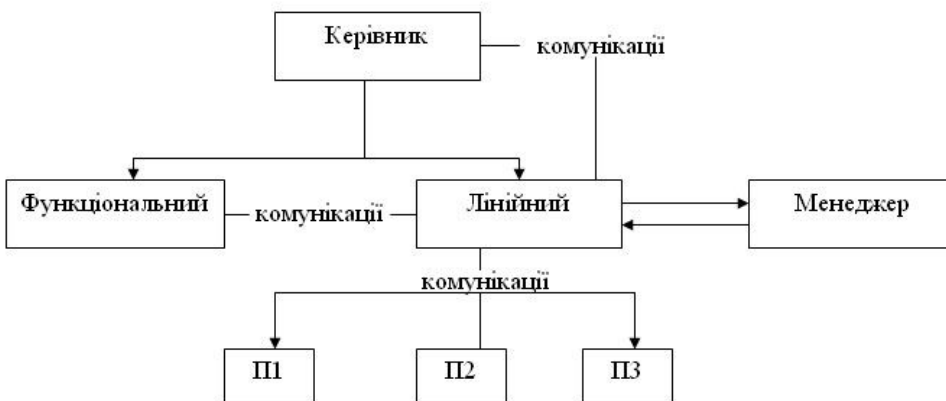 Керівник
комунікації
Функціональний
комунікації
Лінійний
Менеджер
комунікації
П1
П2
П3